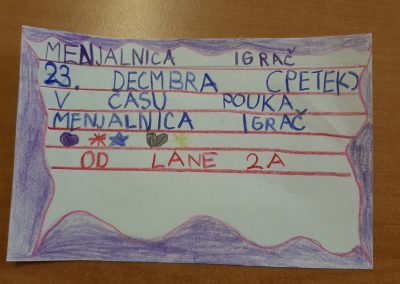 MENJALNICA IGRAČ
23. DECMBRA (PETEK)
V ČASU POUKA
MENJALNICA IGRAČ
OD LANE 2A